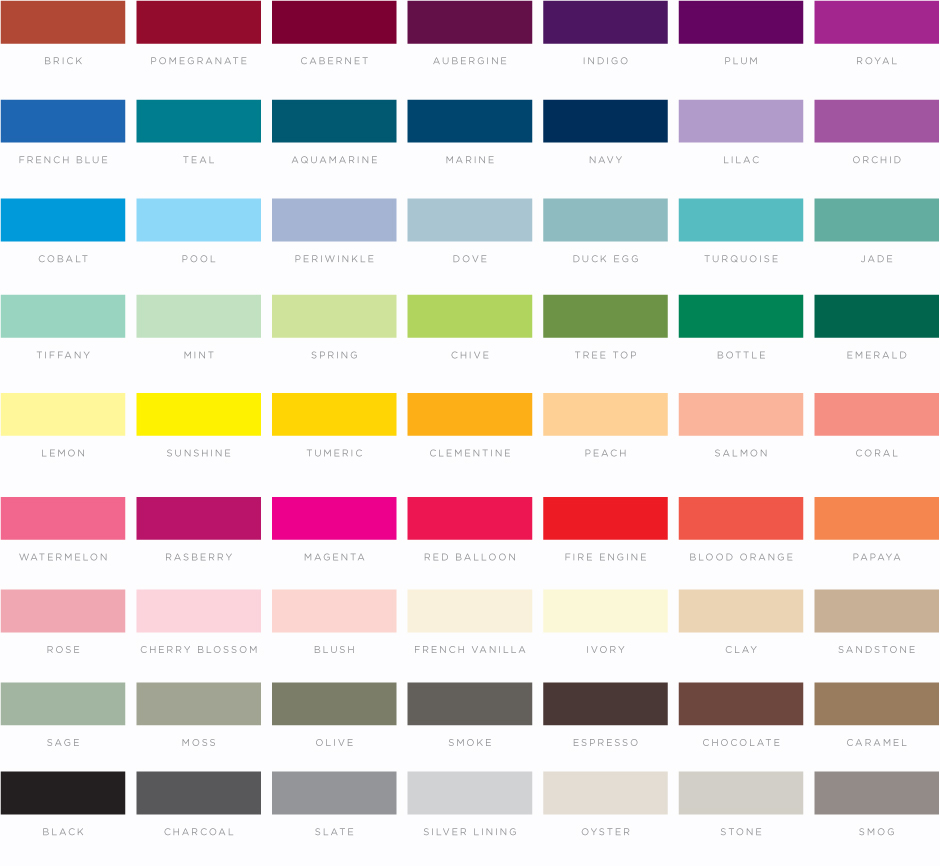 BRICK POMEGRANATE CABERNET AUBERGINE INDIGO PLUM ROYAL
FRENCH BLUE TEAL AQUAMARINE MARINE NAVY LILAC ORCHID
COBALT POOL PERIWINKLE DOVE DUCK EGG TURQUOISE JADE
TIFFANY MINT SPRING CHIVE TREE TOP BOTTLE EMERALD
LEMON SUNSHINE TUMERIC CLEMENTINE PEACH SALMON CORAL
WATERMELON RASBERRY MAGENTA RED BALLOON FIRE ENGINE BLOOD ORANGE PAPAYA
ROSE CHERRY BLOSSOM BLUSH FRENCH VANILLA IVORY CLAY SANDSTONE
SAGE MOSS OLIVE SMOKE ESPRESSO CHOCOLATE CARAMEL
BLACK CHARCOAL SLATE SILVER LINING OYSTER STONE SMOG